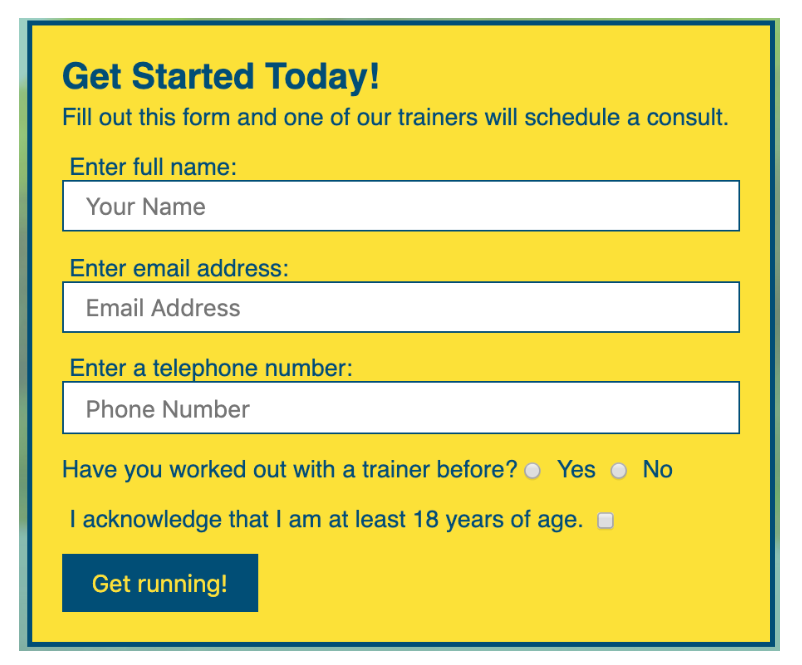 Get Started Today!
Fill out this form and one of our trainers will schedule a consult.
Enter full name:
Your Name
Enter email address:
Email Address
Enter a telephone number:
Phone Number
Have you worked out with a trainer before? Yes No
I acknowledge that I am at least 18 years of age.
Get running!